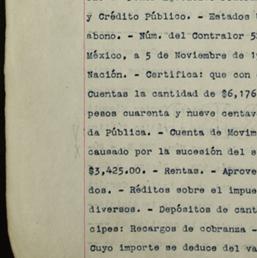 y Crédito Público. - Estados
abono. - Núm. del Contralor 5
México, a 5 de Noviembre de 1
Nación. - Certifica: que con
Cuentas la cantidad de $6,176
pesos cuarenta y nueve centav
da Pública. - Cuenta de Movim
causado por la sucesión del s
$3,425.00. - Rentas. - Aprove
dos. - Réditos sobre el impue
diversos. - Depósitos de cant
cipes: Recargos de cobranza -
Cuyo importe se deduce del va